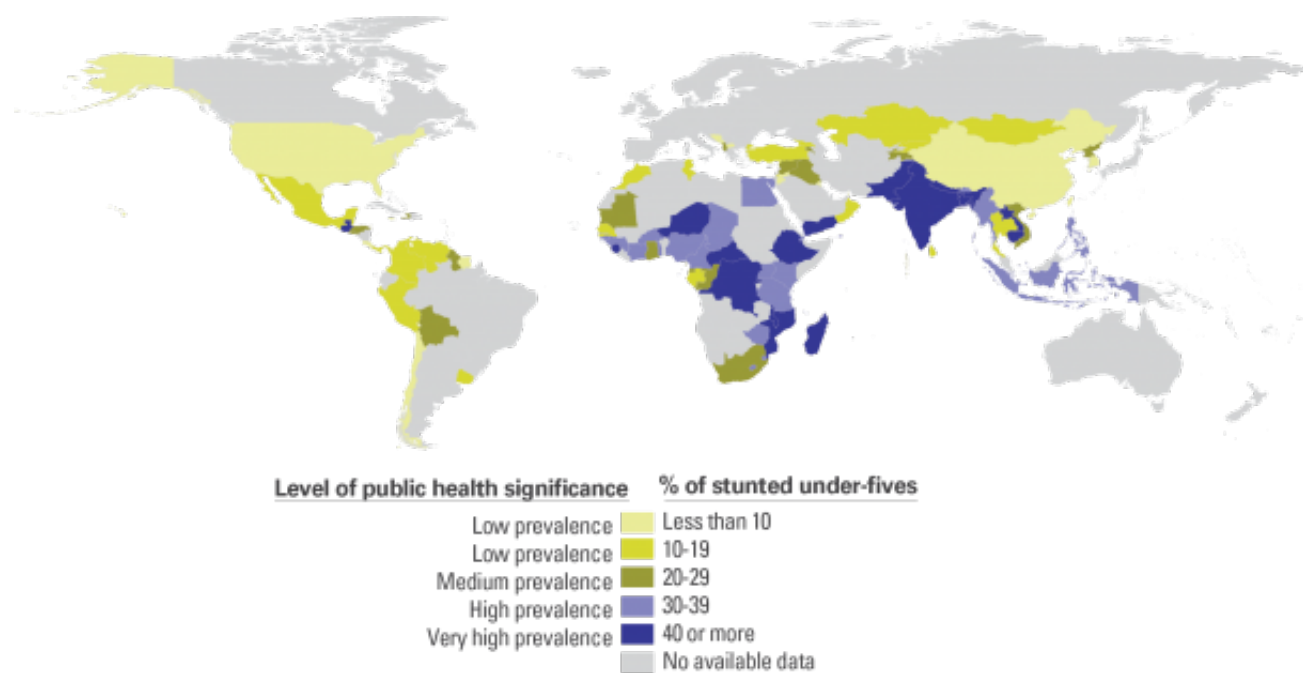 Level of public health significance % of stunted under-fives
Low prevalence Less than 10
Low prevalence 10-19
Medium prevalence 20-29
High prevalence 30-39
Very high prevalence 40 or more
No available data